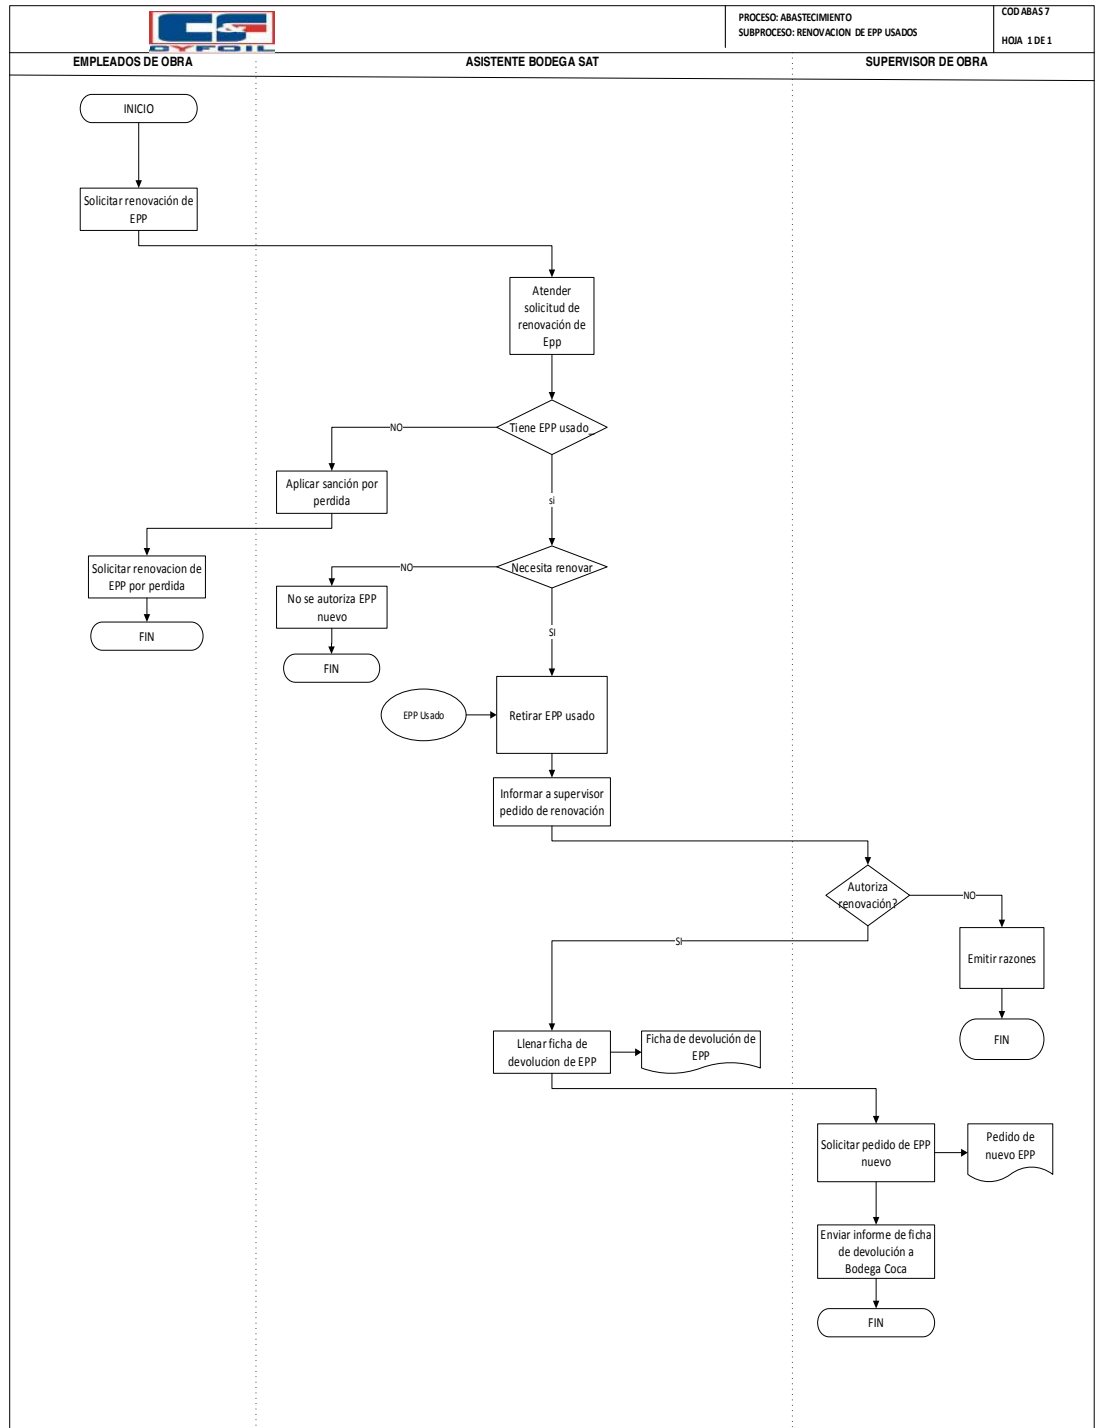 C&F
CYFOIL
PROCESO: ABASTECIMIENTO
SUBPROCESO: RENOVACION DE EPP USADOS
COD ABAS 7
HOJA 1 DE 1
EMPLEADOS DE OBRA
ASISTENTE BODEGA SAT
SUPERVISOR DE OBRA
INICIO
Solicitar renovación de
EPP
Atender
solicitud de
renovación de
Epp
Tiene EPP usado_
NO
Aplicar sanción por
perdida
si
Solicitar renovacion de
EPP por perdida
FIN
Necesita renovar
NO
No se autoriza EPP
nuevo
FIN
SI
EPP Usado
Retirar EPP usado
Informar a supervisor
pedido de renovación
Autoriza
renovación?
NO
Emitir razones
FIN
SI
Llenar ficha de
devolucion de EPP
Ficha de devolución de
EPP
Solicitar pedido de EPP
nuevo
Pedido de
nuevo EPP
Enviar informe de ficha
de devolución a
Bodega Coca
FIN